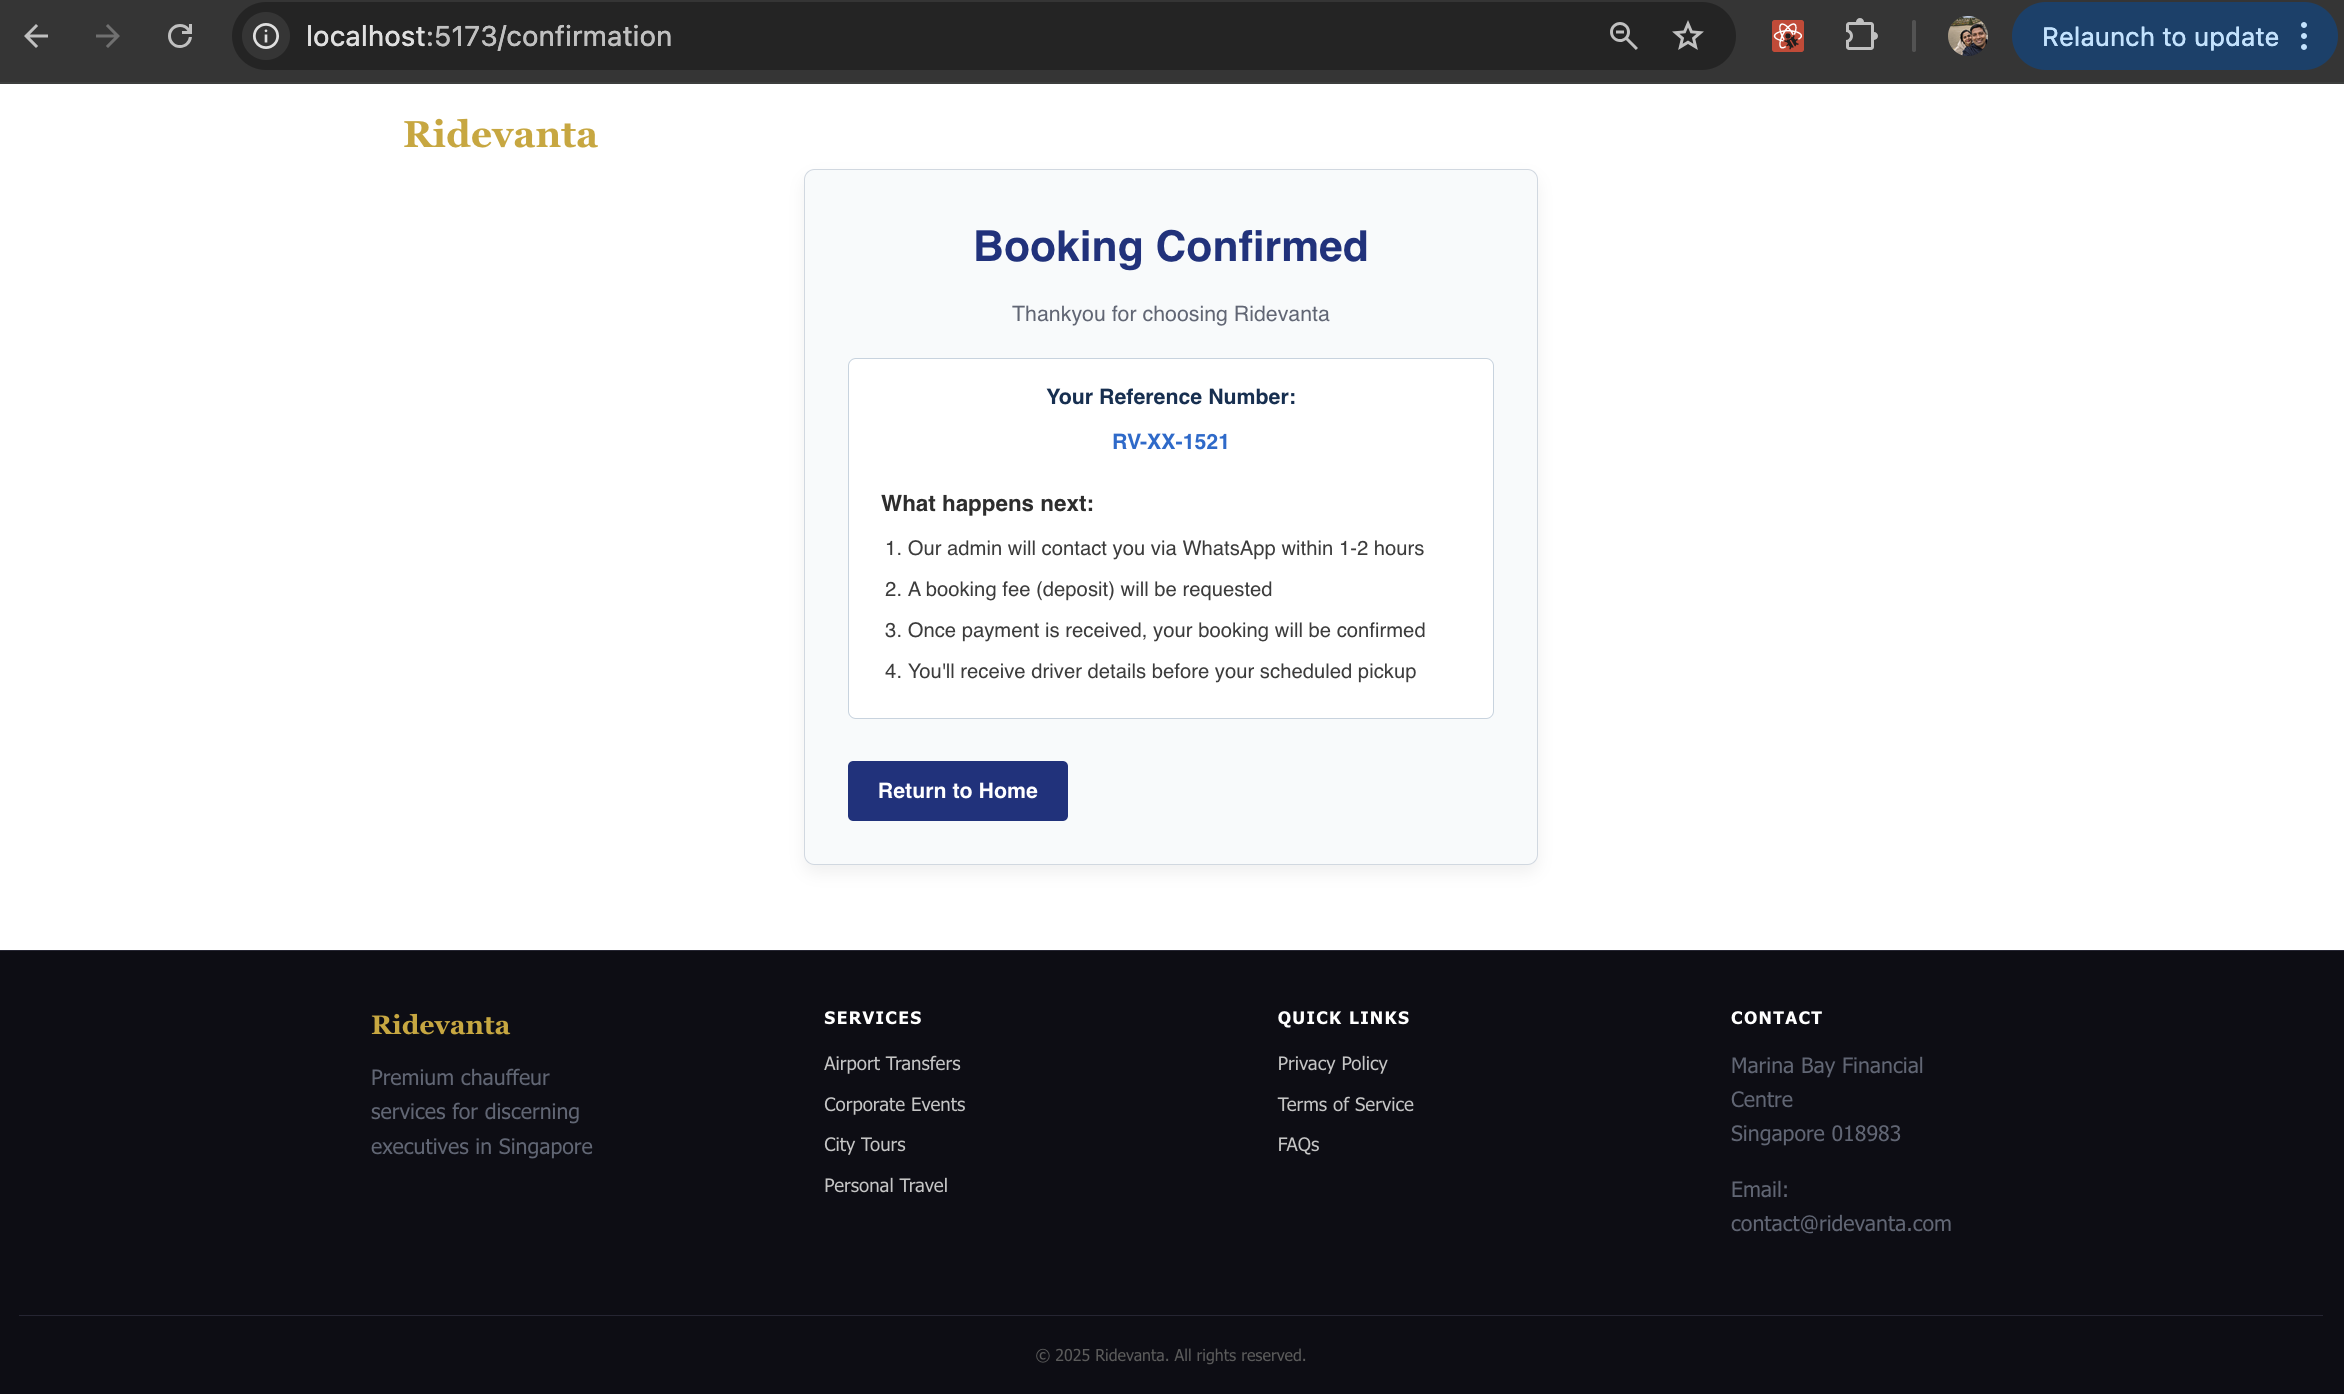 localhost:5173/confirmation
Relaunch to update
Ridevanta
Booking Confirmed
Thankyou for choosing Ridevanta
Your Reference Number:
RV-XX-1521
What happens next:
1. Our admin will contact you via WhatsApp within 1-2 hours
2. A booking fee (deposit) will be requested
3. Once payment is received, your booking will be confirmed
4. You'll receive driver details before your scheduled pickup
Return to Home
Ridevanta
Premium chauffeur
services for discerning
executives in Singapore
SERVICES
Airport Transfers
Corporate Events
City Tours
Personal Travel
QUICK LINKS
Privacy Policy
Terms of Service
FAQs
CONTACT
Marina Bay Financial
Centre
Singapore 018983
Email:
contact@ridevanta.com
© 2025 Ridevanta. All rights reserved.